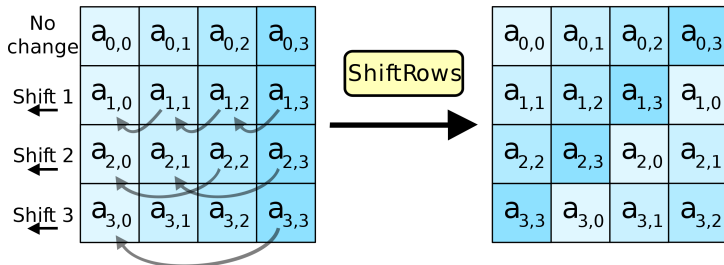 No
change
a0,0 a0,1 a0,2 a0,3
Shift 1
a1,0 a1,1 a1,2 a1,3
Shift 2
a2,0 a2,1 a2,2 a2,3
Shift 3
a3,0 a3,1 a3,2 a3,3
ShiftRows
a0,0 a0,1 a0,2 a0,3
a1,1 a1,2 a1,3 a1,0
a2,2 a2,3 a2,0 a2,1
a3,3 a3,0 a3,1 a3,2